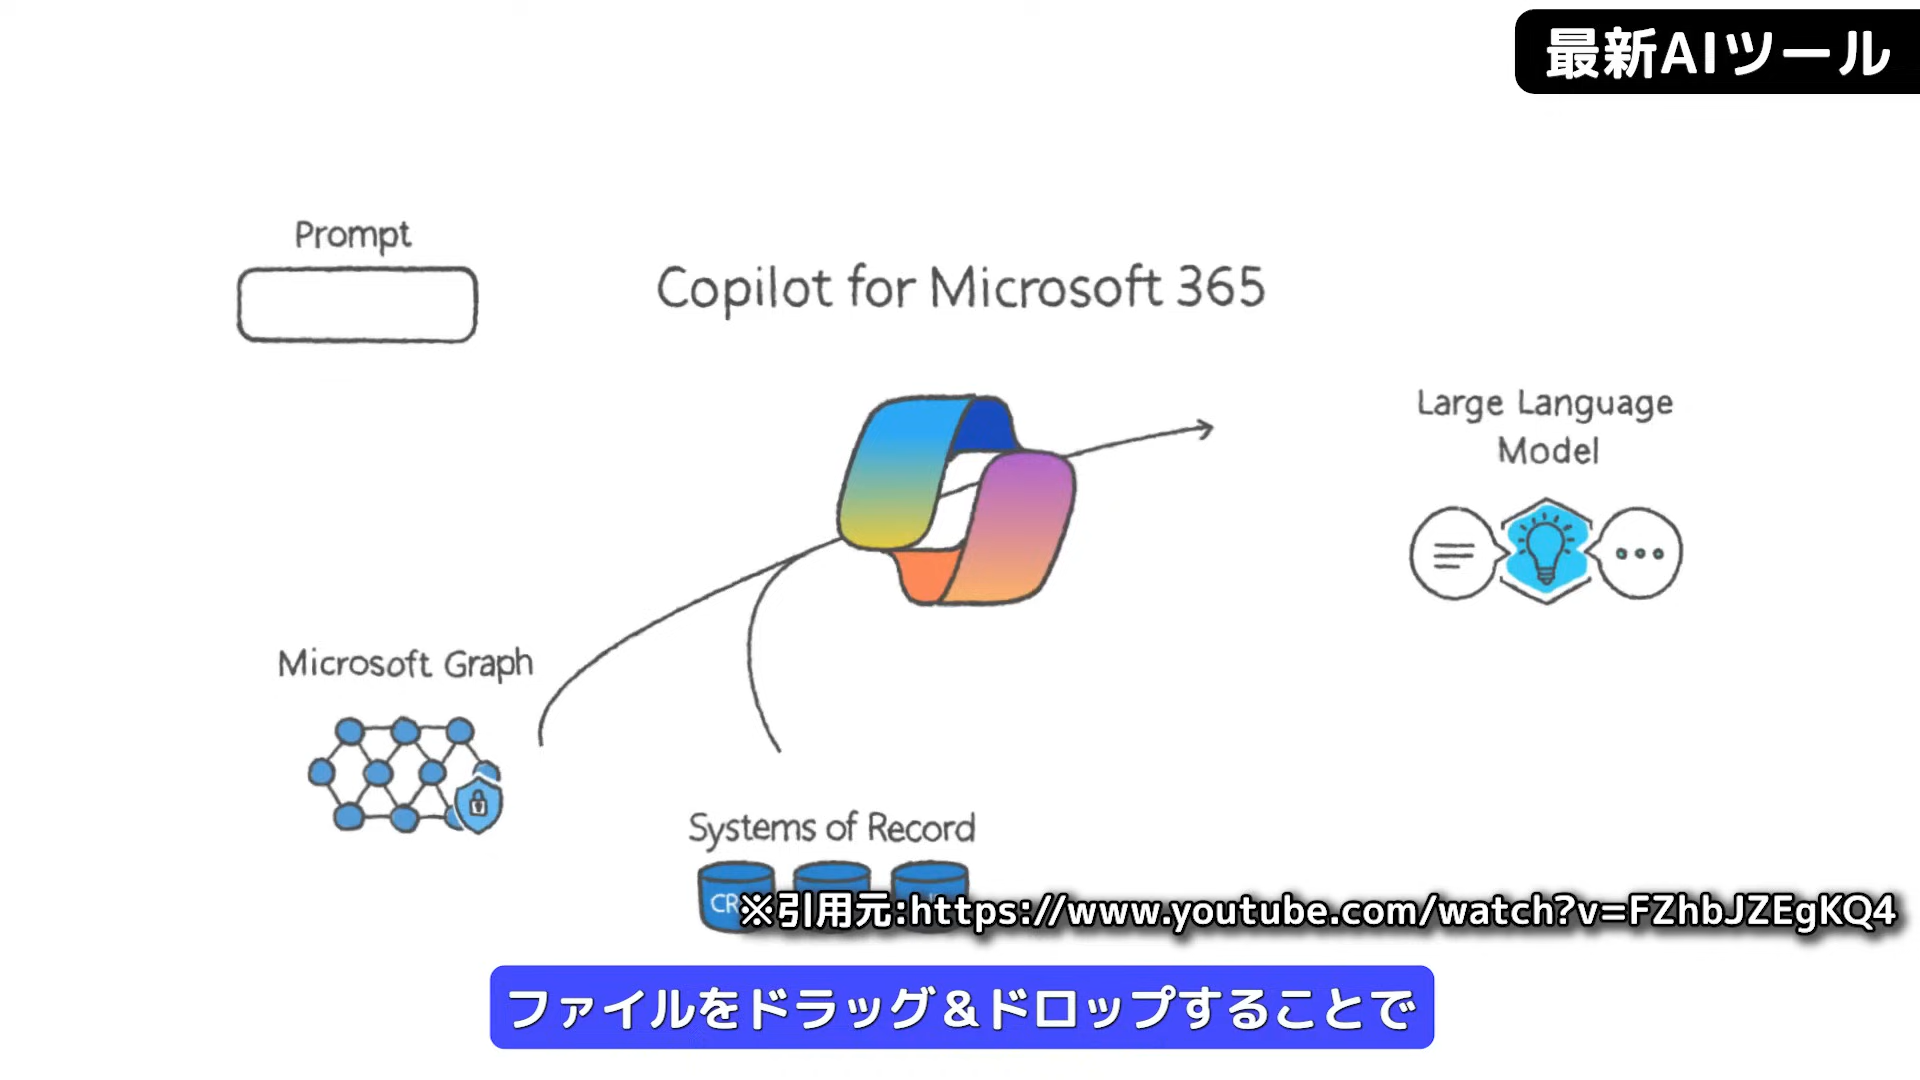 最新AIツール
Prompt
Copilot for Microsoft 365
Large Language
Model
Microsoft Graph
Systems of Record
CR
※引用元:https://www.youtube.com/watch?v=FZhbJZEgKQ4
ファイルをドラッグ＆ドロップすることで